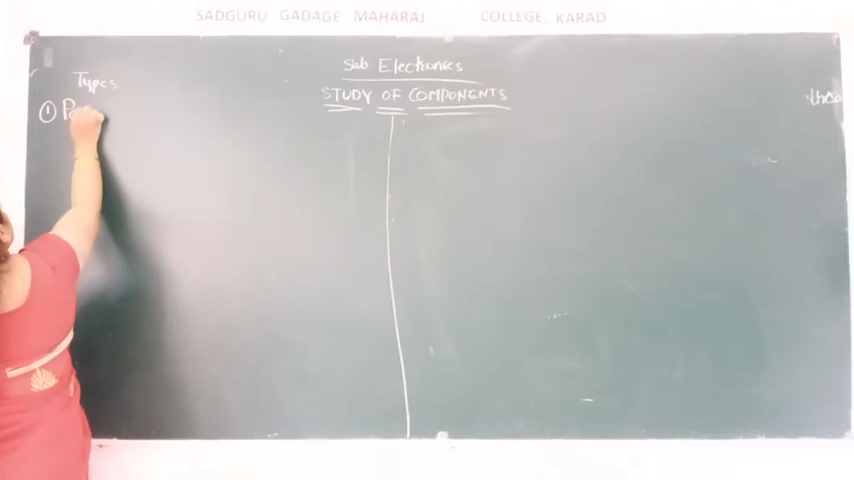 SADGURU GADAGE MAHARAJ COLLEGE, KARAD
Sub Electronics
STUDY OF COMPONENTS
Types
①